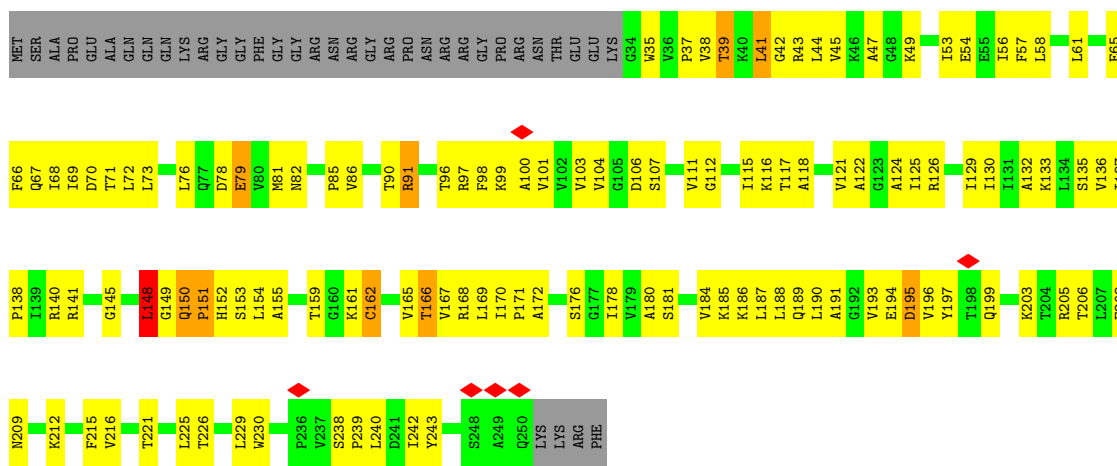 MET SER ALA PRO GLU ALA GLN GLN GLN LYS ARG GLY GLY PHE GLY GLY ARG ASN ARG GLY ARG PRO ASN ARG ARG GLY PRO ARG ASN THR GLU GLU LYS G34 W35 V36 P37 V38 T39 K40 L41 G42 R43 L44 V45 K46 A47 G48 K49 I53 E54 E55 I56 F57 L58 L61 E65
F66 Q67 I68 I69 D70 T71 L72 L73 L76 Q77 D78 E79 V80 M81 N82 P85 V86 T90 R91 T96 R97 F98 K99 A100 V101 V102 V103 V104 G105 D106 S107 V111 G112 I115 K116 T117 A118 V121 A122 G123 A124 I125 R126 I129 I130 I131 A132 K133 L134 S135 V136 I137
P138 I139 R140 R141 G145 L148 G149 Q150 P151 H152 S153 L154 A155 T159 G160 K161 C162 V165 T166 V167 R168 L169 I170 P171 A172 S176 G177 I178 V179 A180 S181 V184 K185 K186 L187 L188 Q189 L190 A191 G192 V193 E194 D195 V196 Y197 T198 Q199 K203 T204 R205 T206 L207 E208
N209 K212 F215 V216 T221 L225 T226 L229 W230 P236 V237 S238 P239 L240 D241 I242 Y243 S248 A249 Q250 LYS LYS ARG PHE